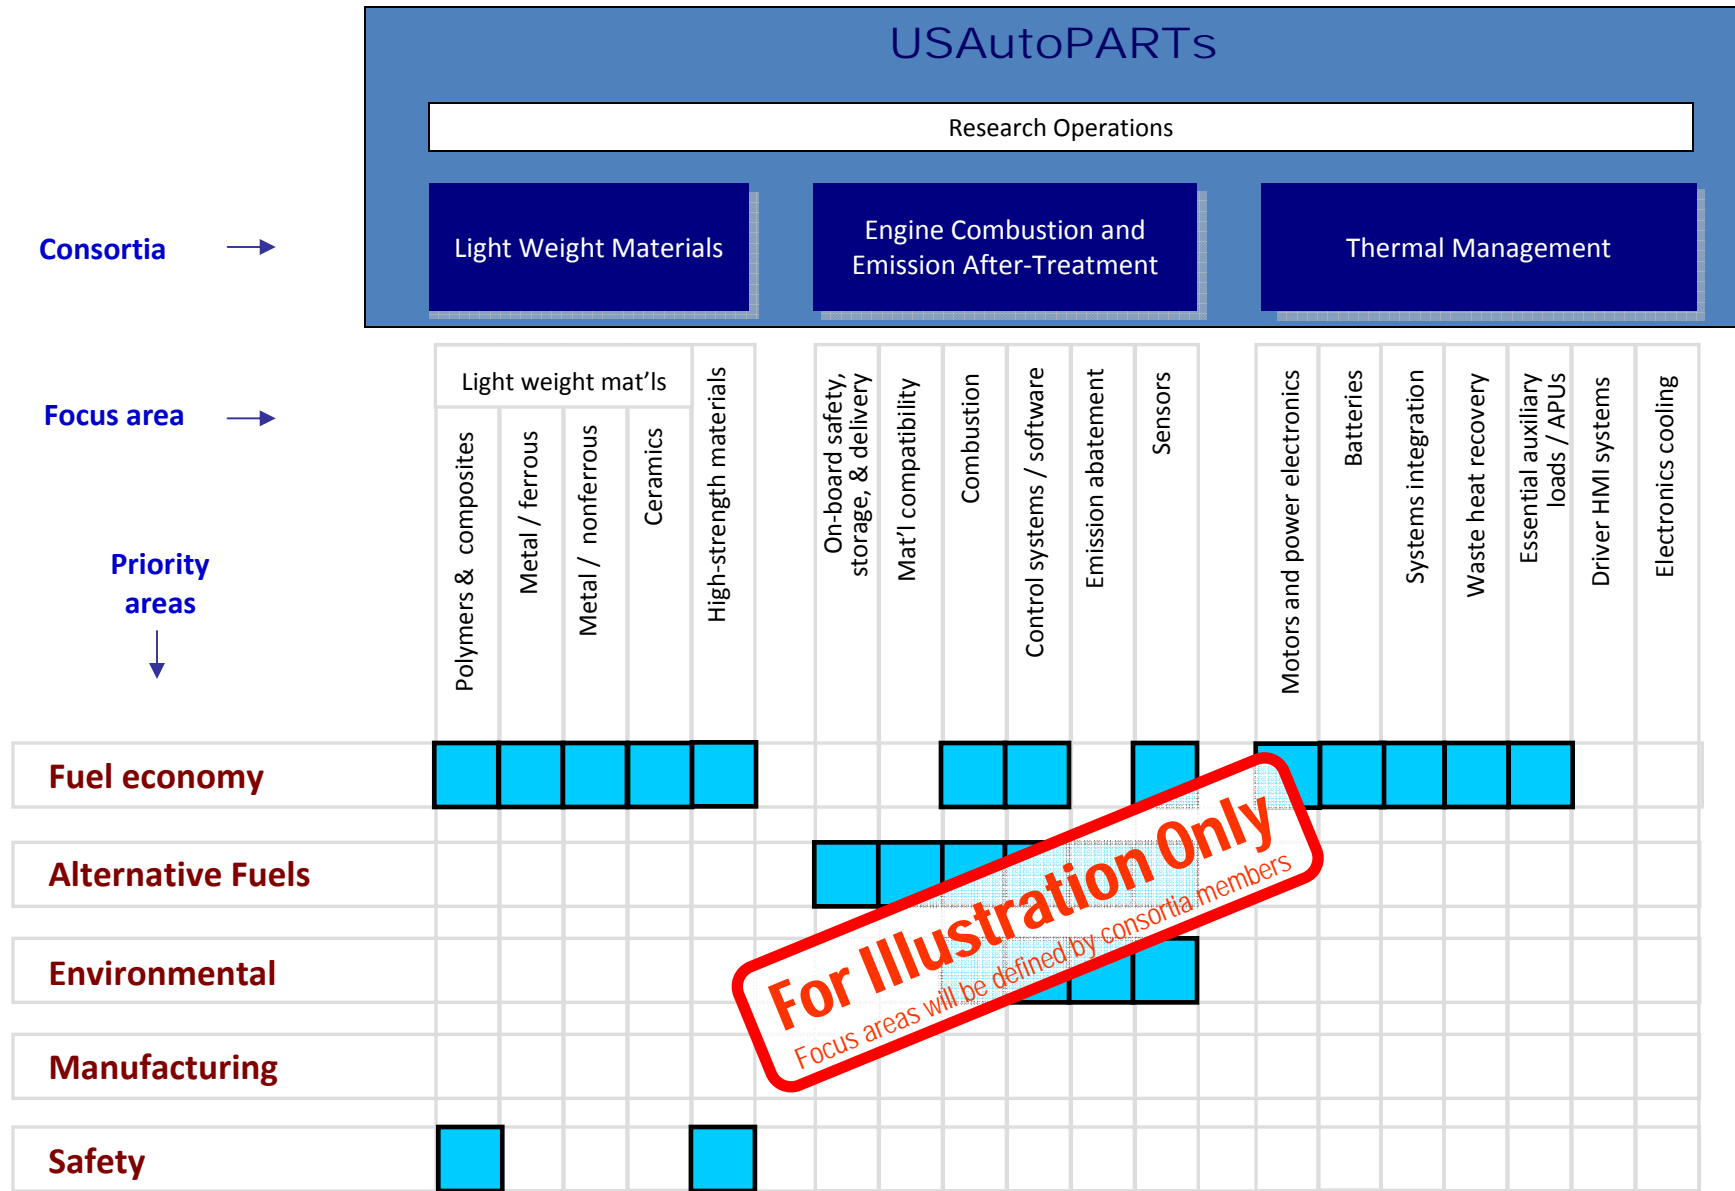 USAutoPARTs
Research Operations
Consortia
Light Weight Materials
Engine Combustion and
Emission After-Treatment
Thermal Management
Focus area
Light weight mat'ls
Polymers & composites
Metal / ferrous
Metal / nonferrous
Ceramics
High-strength materials
On-board safety,
storage, & delivery
Mat'l compatibility
Combustion
Control systems / software
Emission abatement
Sensors
Motors and power electronics
Batteries
Systems integration
Waste heat recovery
Essential auxiliary
loads / APUs
Driver HMI systems
Electronics cooling
Priority
areas
Fuel economy
Alternative Fuels
Environmental
Manufacturing
Safety
For Illustration Only
Focus areas will be defined by consortia members